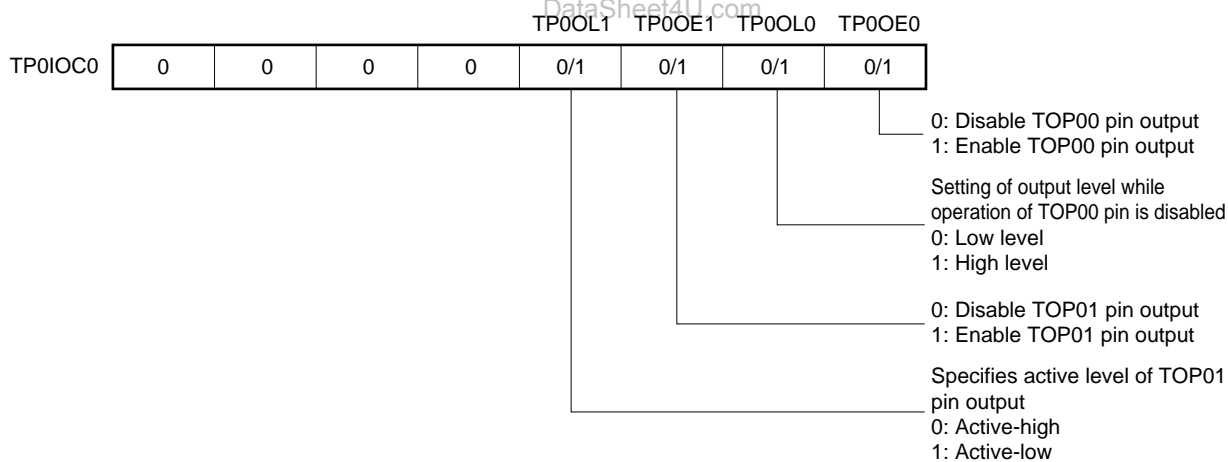 DataSheet4U.com
TP0OL1 TP0OE1 TP0OL0 TP0OE0
TP0IOC0 0 0 0 0 0/1 0/1 0/1 0/1
0: Disable TOP00 pin output
1: Enable TOP00 pin output
Setting of output level while
operation of TOP00 pin is disabled
0: Low level
1: High level
0: Disable TOP01 pin output
1: Enable TOP01 pin output
Specifies active level of TOP01
pin output
0: Active-high
1: Active-low